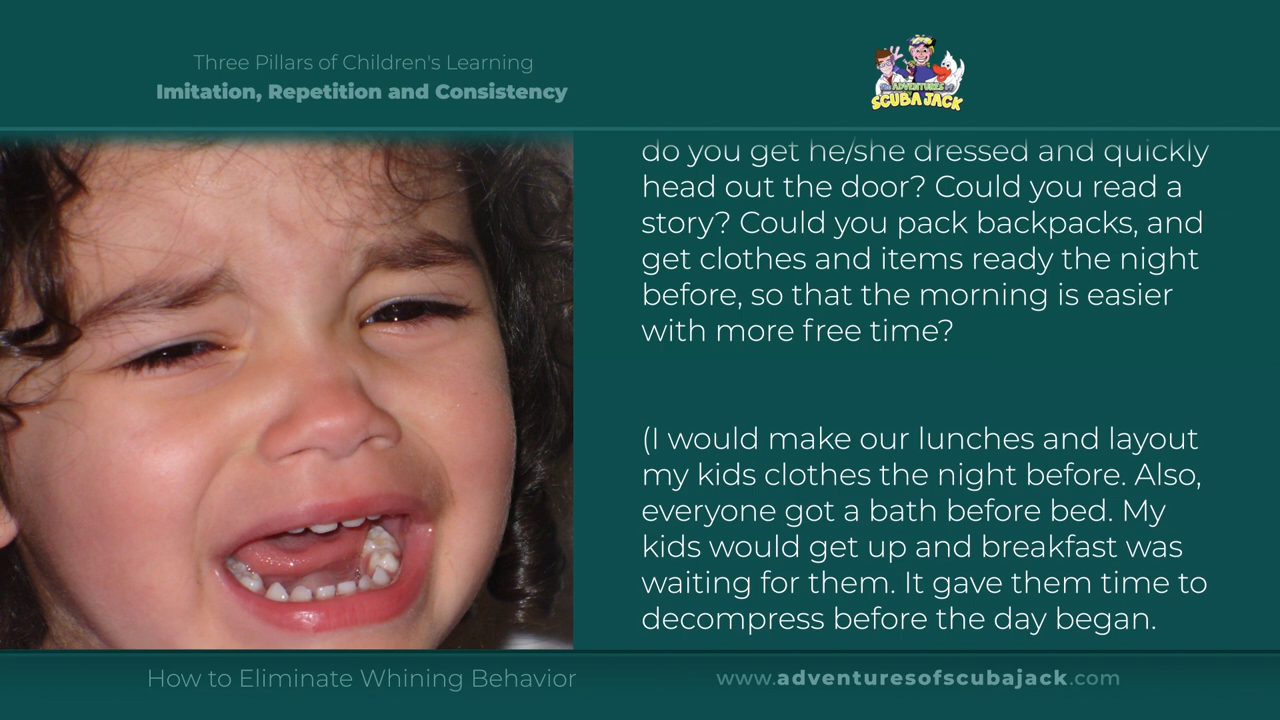 Three Pillars of Children's Learning
Imitation, Repetition and Consistency
ADVENTURES
SCUBA JACK
do you get he/she dressed and quickly
head out the door? Could you read a
story? Could you pack backpacks, and
get clothes and items ready the night
before, so that the morning is easier
with more free time?
(I would make our lunches and layout
my kids clothes the night before. Also,
everyone got a bath before bed. My
kids would get up and breakfast was
waiting for them. It gave them time to
decompress before the day began.
How to Eliminate Whining Behavior
www.adventuresofscubajack.com